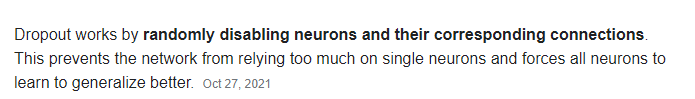 Dropout works by randomly disabling neurons and their corresponding connections.
This prevents the network from relying too much on single neurons and forces all neurons to
learn to generalize better. Oct 27, 2021